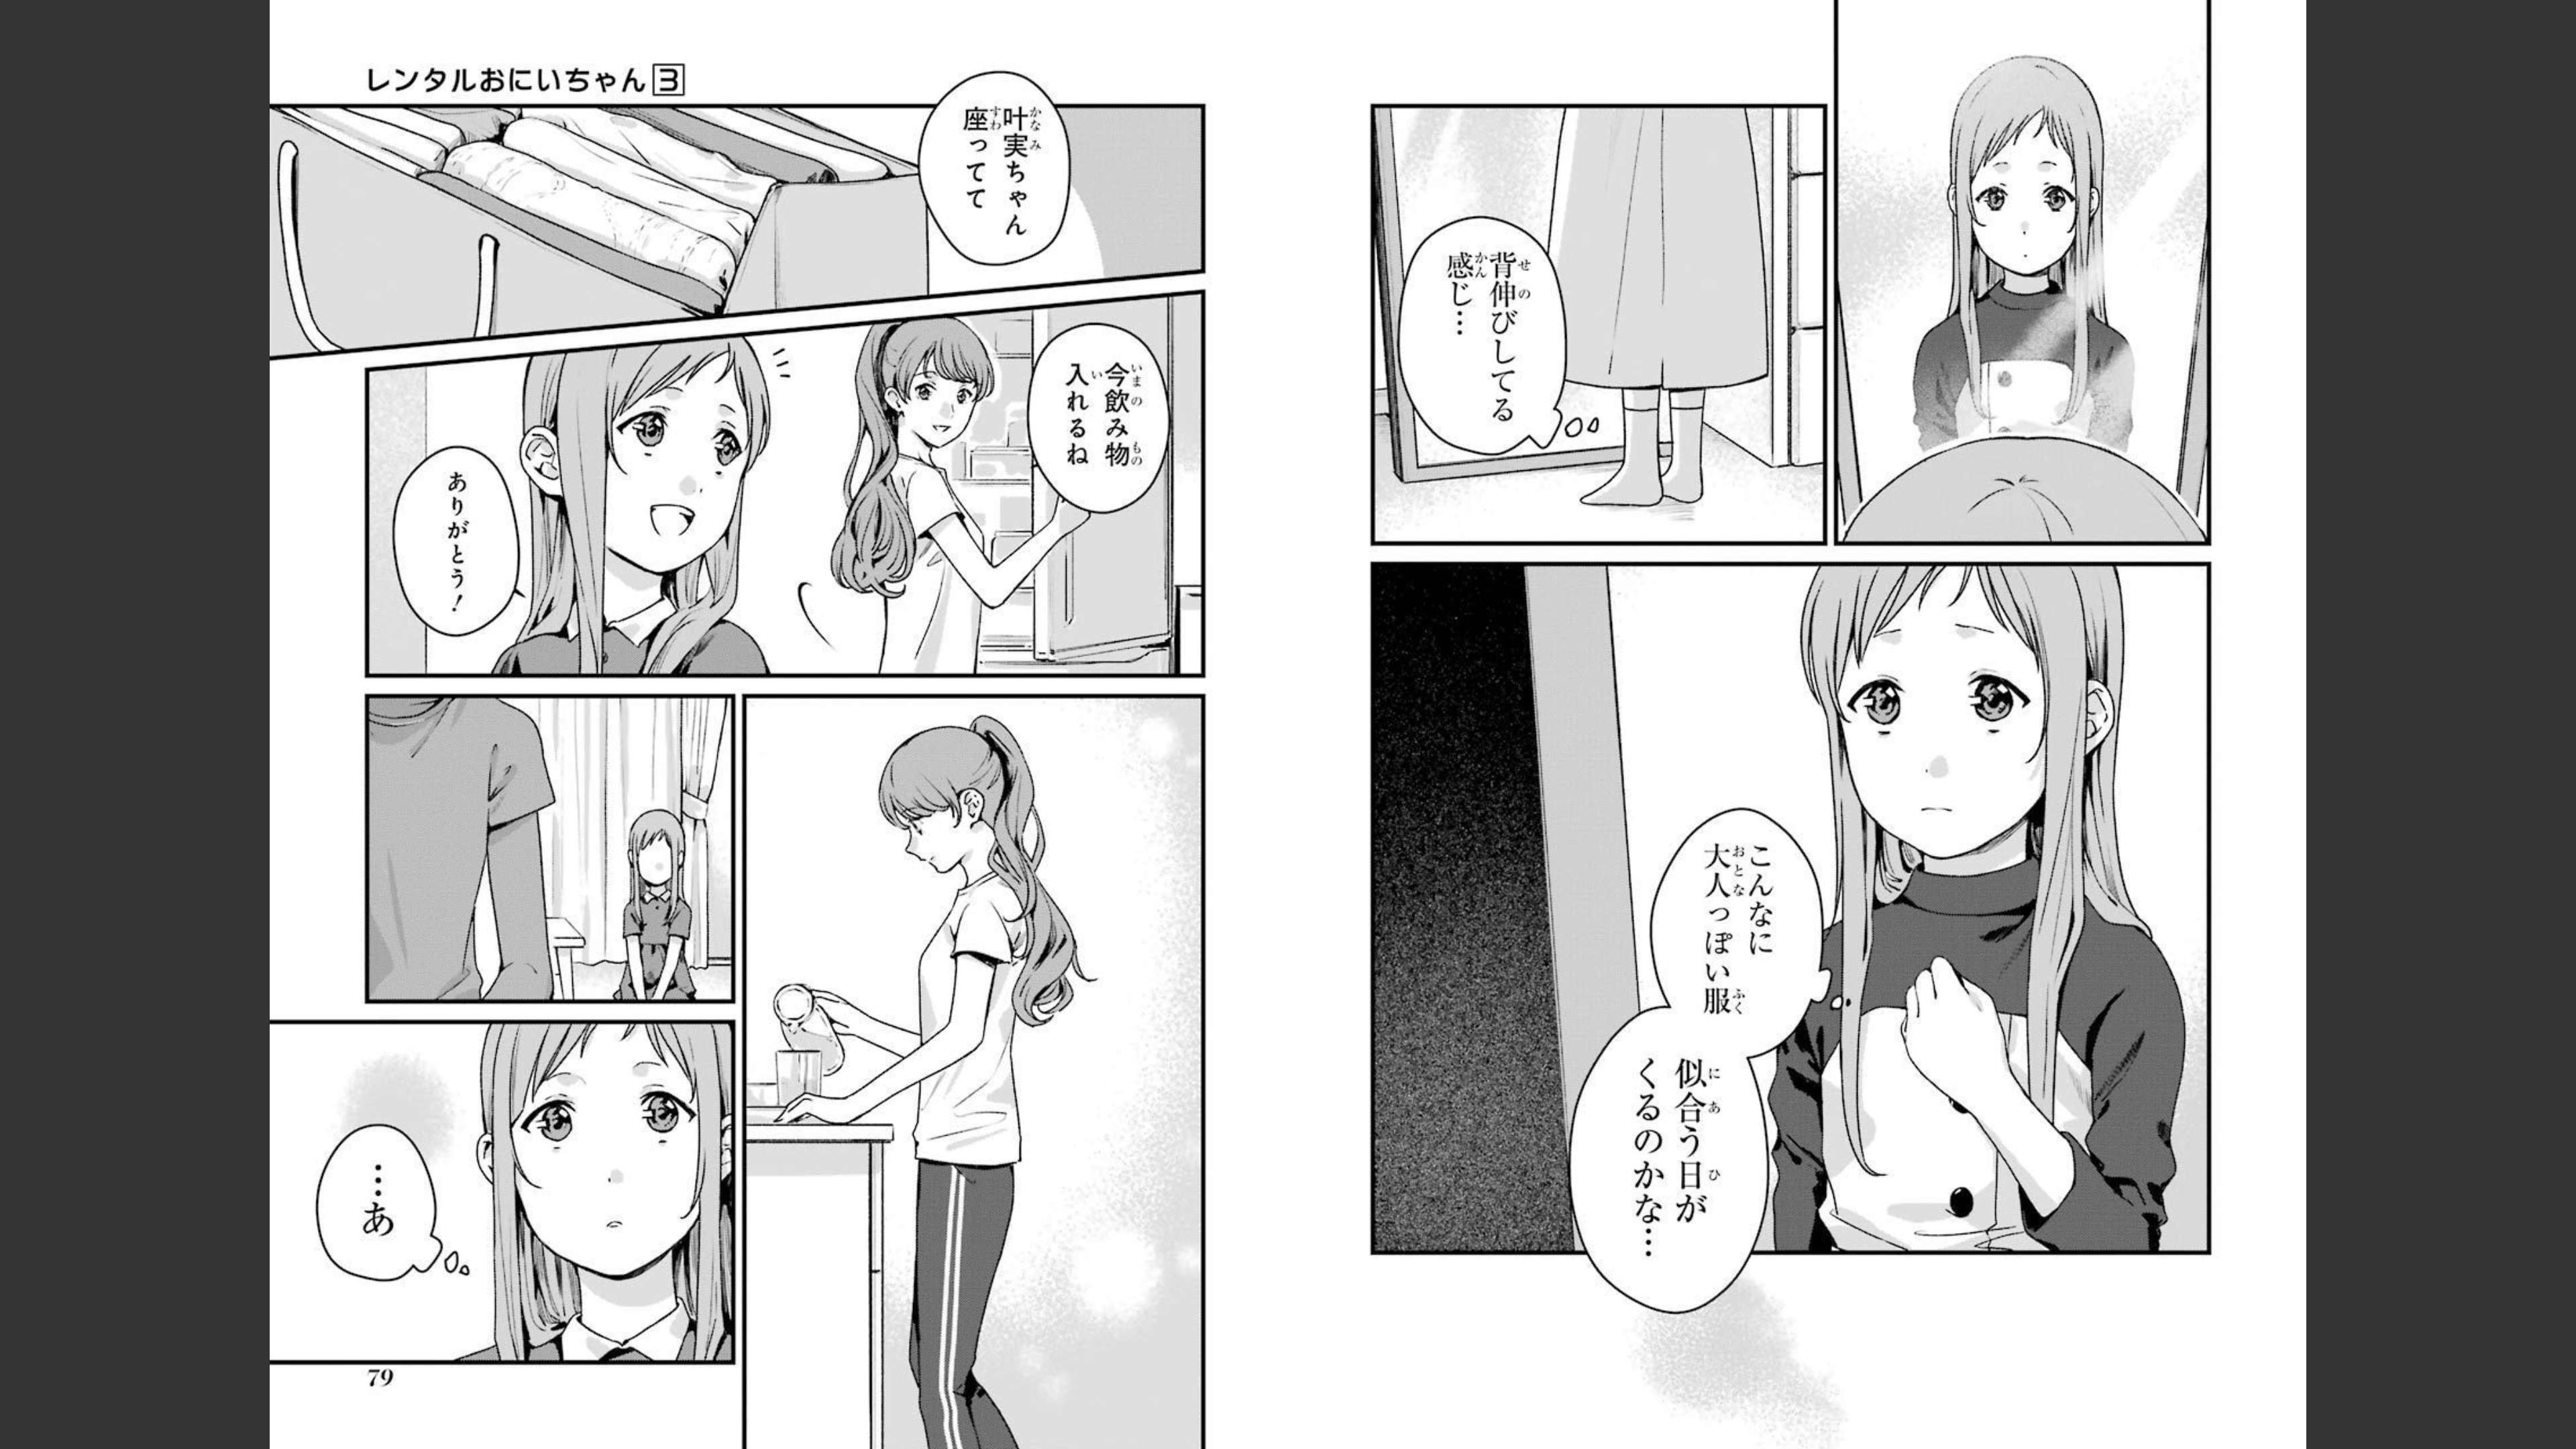 背伸びしてる
感じ…
こんなに
大人っぽい服
似合う日が
くるのかな…
レンタルおにいちゃん3
叶実ちゃん
座ってて
今飲み物
入れるね
ありがとう!
…あ
79